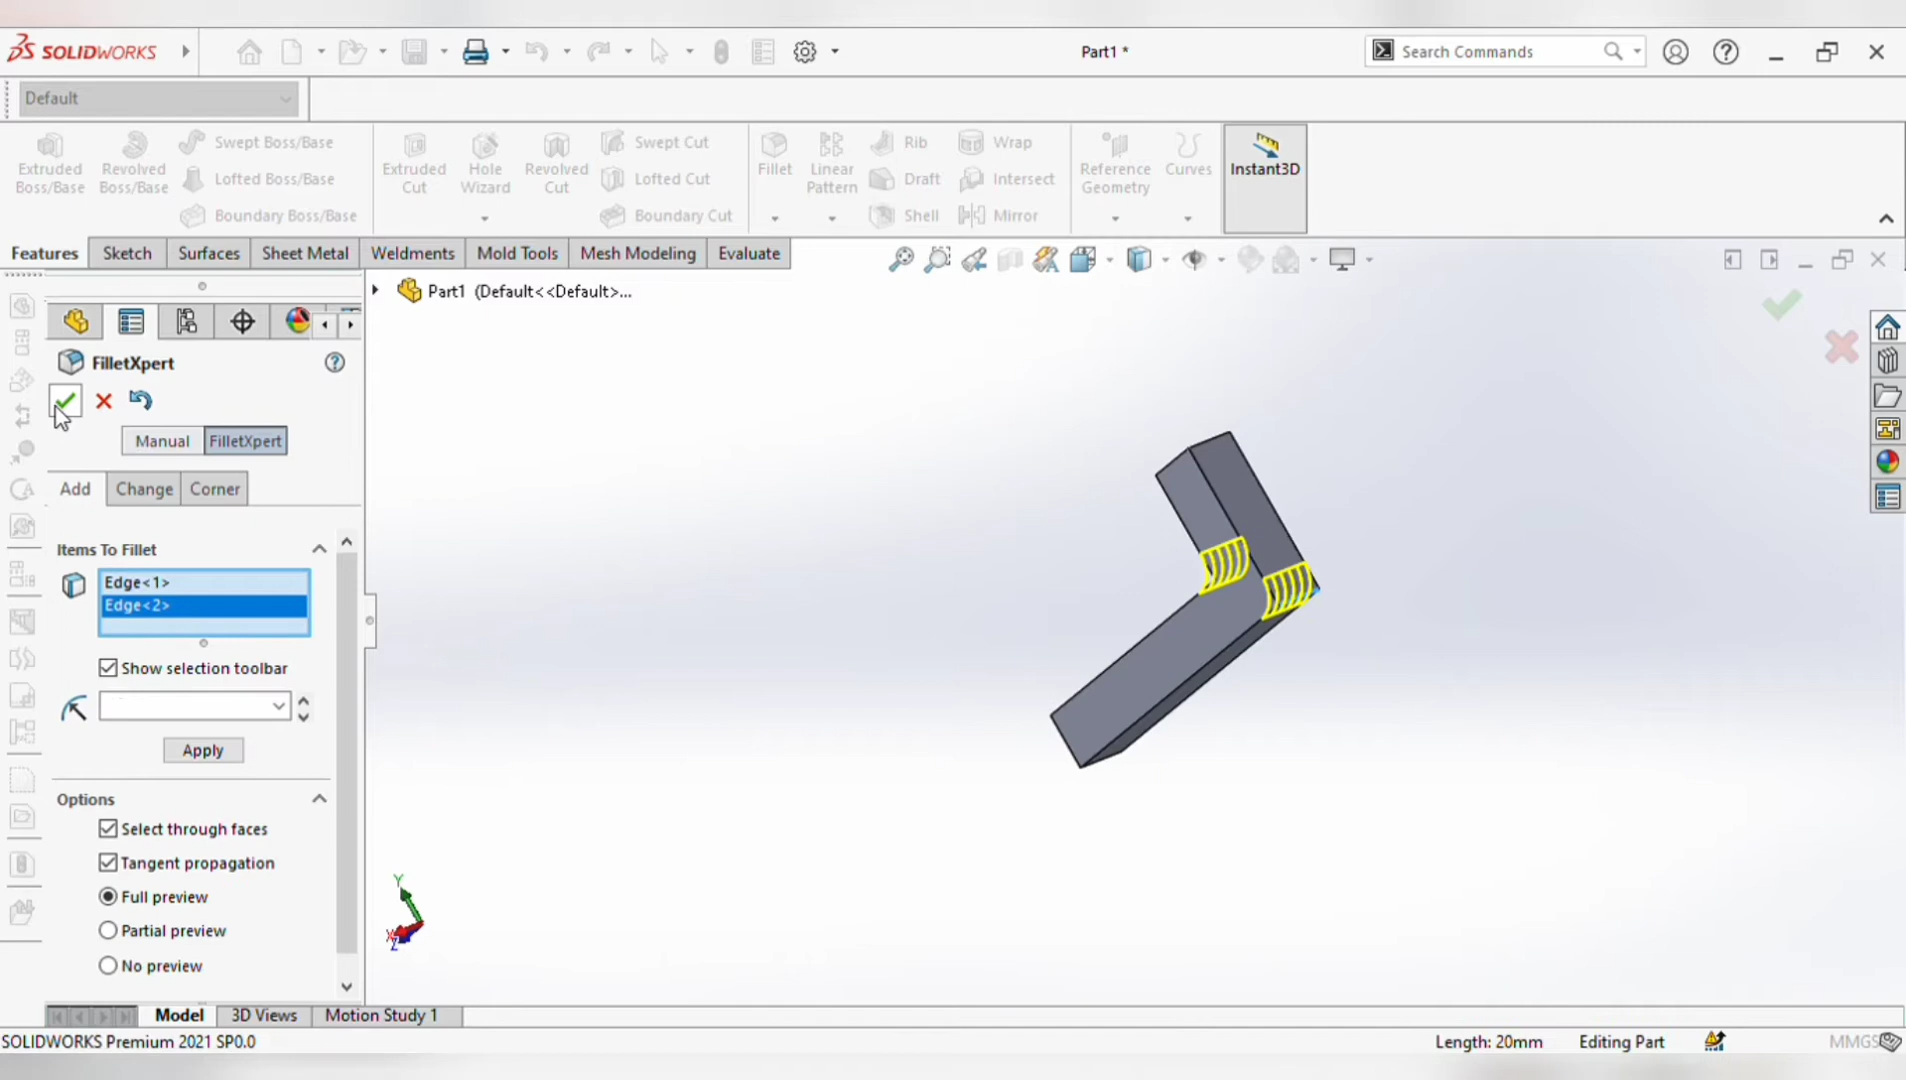 SOLIDWORKS
Part1 *
Search Commands
Default
Extruded Boss/Base
Revolved Boss/Base
Swept Boss/Base
Lofted Boss/Base
Boundary Boss/Base
Extruded Cut
Hole Wizard
Revolved Cut
Swept Cut
Lofted Cut
Boundary Cut
Fillet
Linear Pattern
Rib
Draft
Shell
Wrap
Intersect
Mirror
Reference Geometry
Curves
Instant3D
Features
Sketch
Surfaces
Sheet Metal
Weldments
Mold Tools
Mesh Modeling
Evaluate
Part1 (Default<<Default>...
FilletXpert
Manual
FilletXpert
Add
Change
Corner
Items To Fillet
Edge<1>
Edge<2>
Show selection toolbar
Apply
Options
Select through faces
Tangent propagation
Full preview
Partial preview
No preview
Y
X
Z
Model
3D Views
Motion Study 1
SOLIDWORKS Premium 2021 SP0.0
Length: 20mm
Editing Part
MMGS